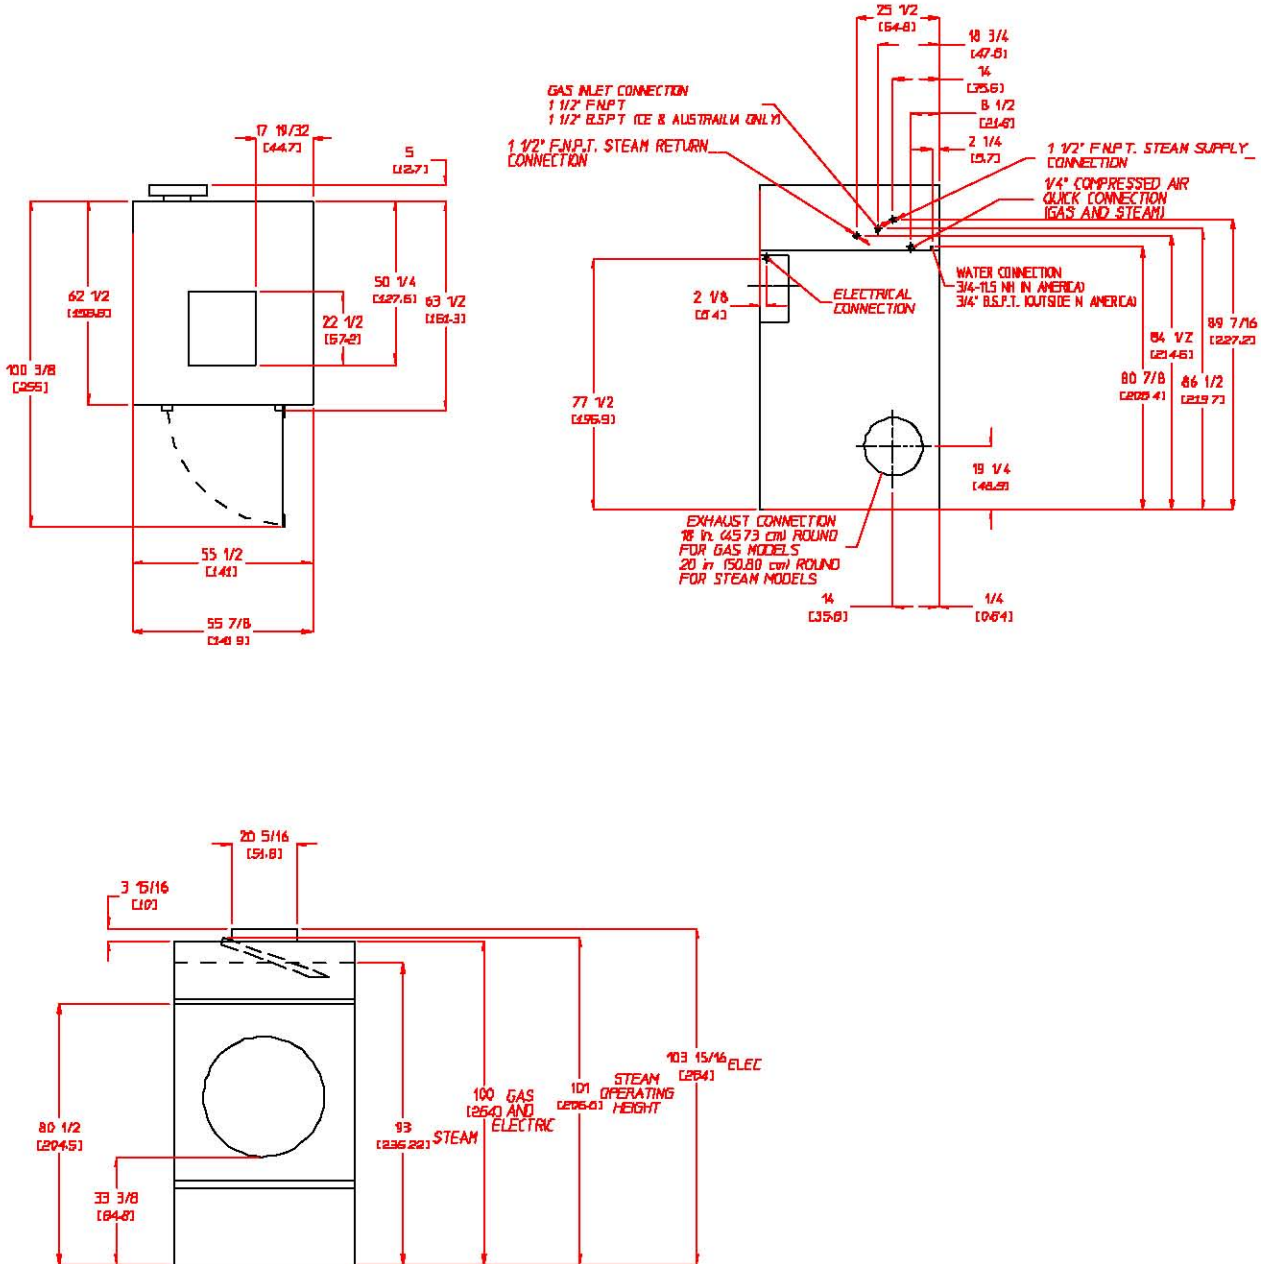 25 1/2
[64.8]
18 3/4
[47.6]
14
[35.6]
8 1/2
[21.6]
2 1/4
[5.7]
GAS INLET CONNECTION
1 1/2" F.N.P.T
1 1/2" B.S.P.T (CE & AUSTRAILIA ONLY)
1 1/2" F.N.P.T. STEAM RETURN
CONNECTION
1 1/2" F.N.P.T. STEAM SUPPLY
CONNECTION
1/4" COMPRESSED AIR
QUICK CONNECTION
(GAS AND STEAM)
WATER CONNECTION
3/4-11.5 NH (N AMERICA)
3/4" B.S.P.T. (OUTSIDE N AMERICA)
ELECTRICAL
CONNECTION
2 1/8
[5.4]
77 1/2
[196.9]
89 7/16
[227.2]
84 1/2
[214.6]
80 7/8
[205.4]
86 1/2
[219.7]
19 1/4
[48.9]
EXHAUST CONNECTION
18 in. (45.73 cm) ROUND
FOR GAS MODELS
20 in (50.80 cm) ROUND
FOR STEAM MODELS
14
[35.6]
1/4
[0.64]
17 19/32
[44.7]
5
[12.7]
62 1/2
[158.8]
50 1/4
[127.6]
63 1/2
[161.3]
22 1/2
[57.2]
100 3/8
[255]
55 1/2
[141]
55 7/8
[141.9]
20 5/16
[51.8]
3 15/16
[10]
103 15/16 ELEC
[264]
101 STEAM
[256.6] OPERATING
HEIGHT
100 GAS
[254] AND
ELECTRIC
93
[236.22] STEAM
80 1/2
[204.5]
33 3/8
[84.8]